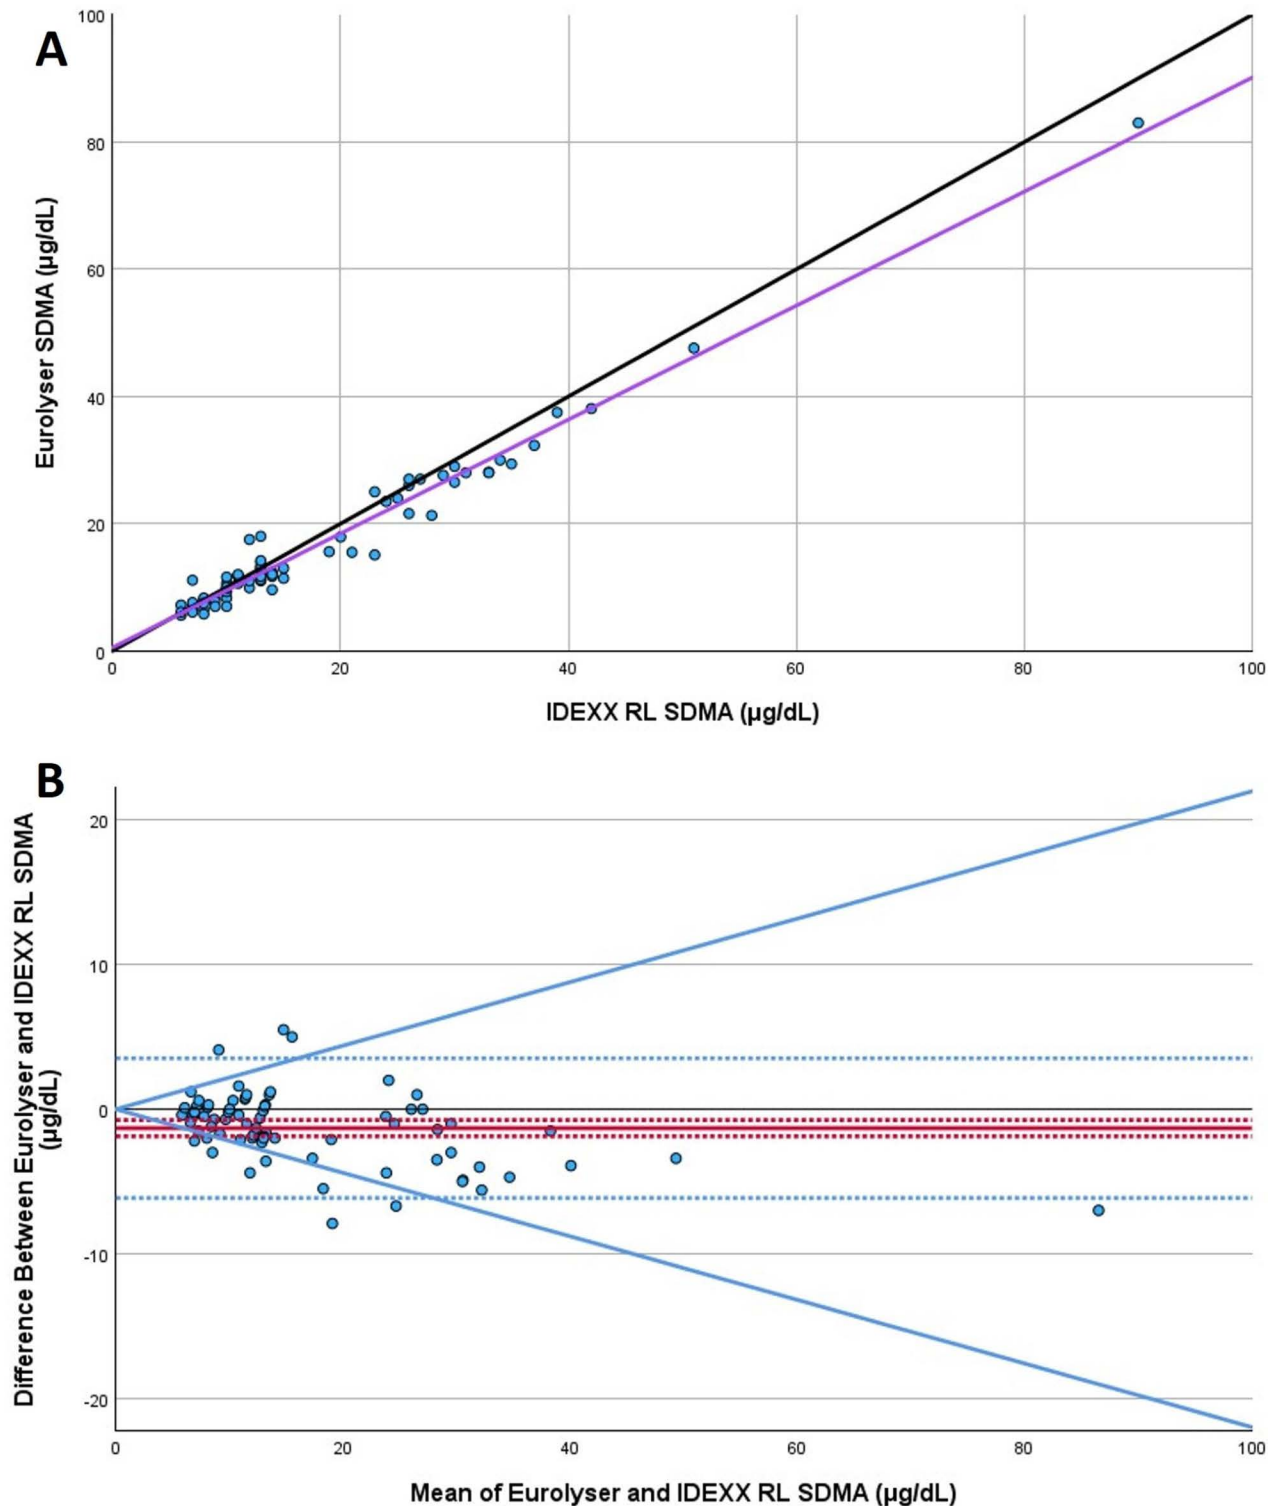 A
100
80
60
40
20
0
Eurolyser SDMA (µg/dL)
0 20 40 60 80 100
IDEXX RL SDMA (µg/dL)
B
20
10
0
-10
-20
Difference Between Eurolyser and IDEXX RL SDMA
(µg/dL)
0 20 40 60 80 100
Mean of Eurolyser and IDEXX RL SDMA (µg/dL)